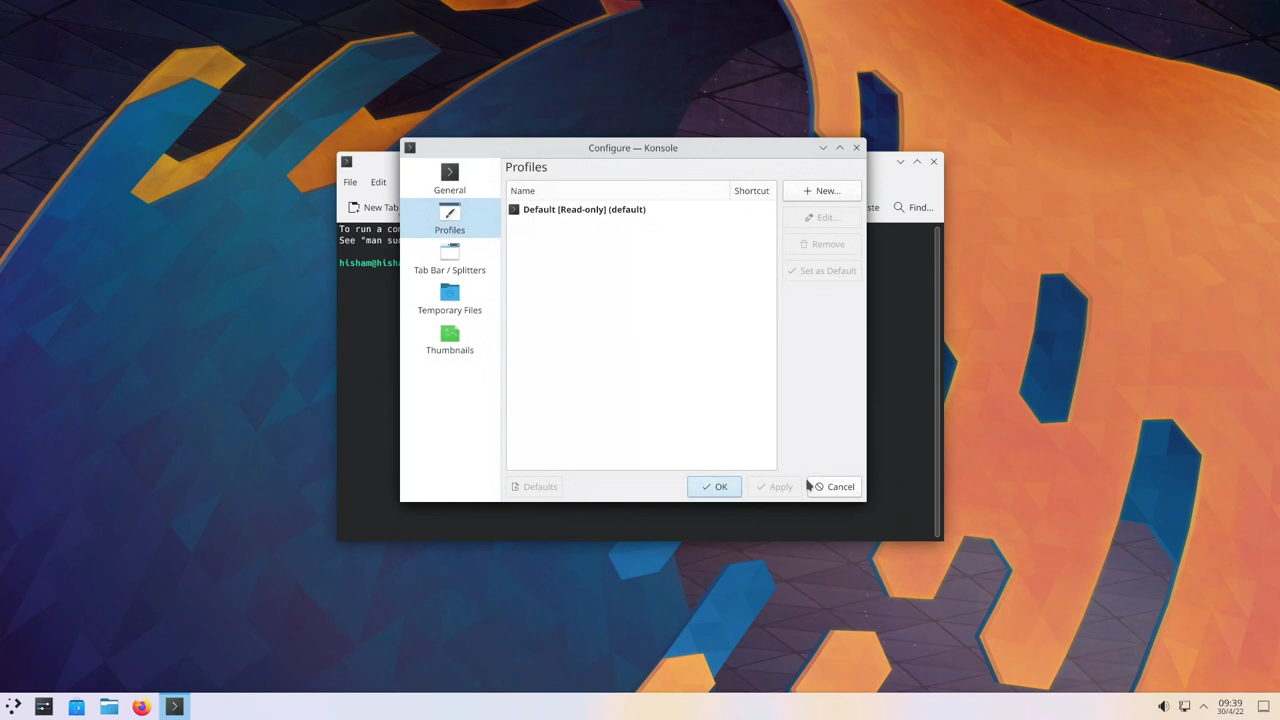 Configure — Konsole
File
Edit
New Tab
ste
Find...
To run a com
See "man su
hisham@hish
General
Profiles
Tab Bar / Splitters
Temporary Files
Thumbnails
Profiles
Name
Shortcut
Default [Read-only] (default)
New...
Edit...
Remove
Set as Default
Defaults
OK
Apply
Cancel
09:39
30/4/22